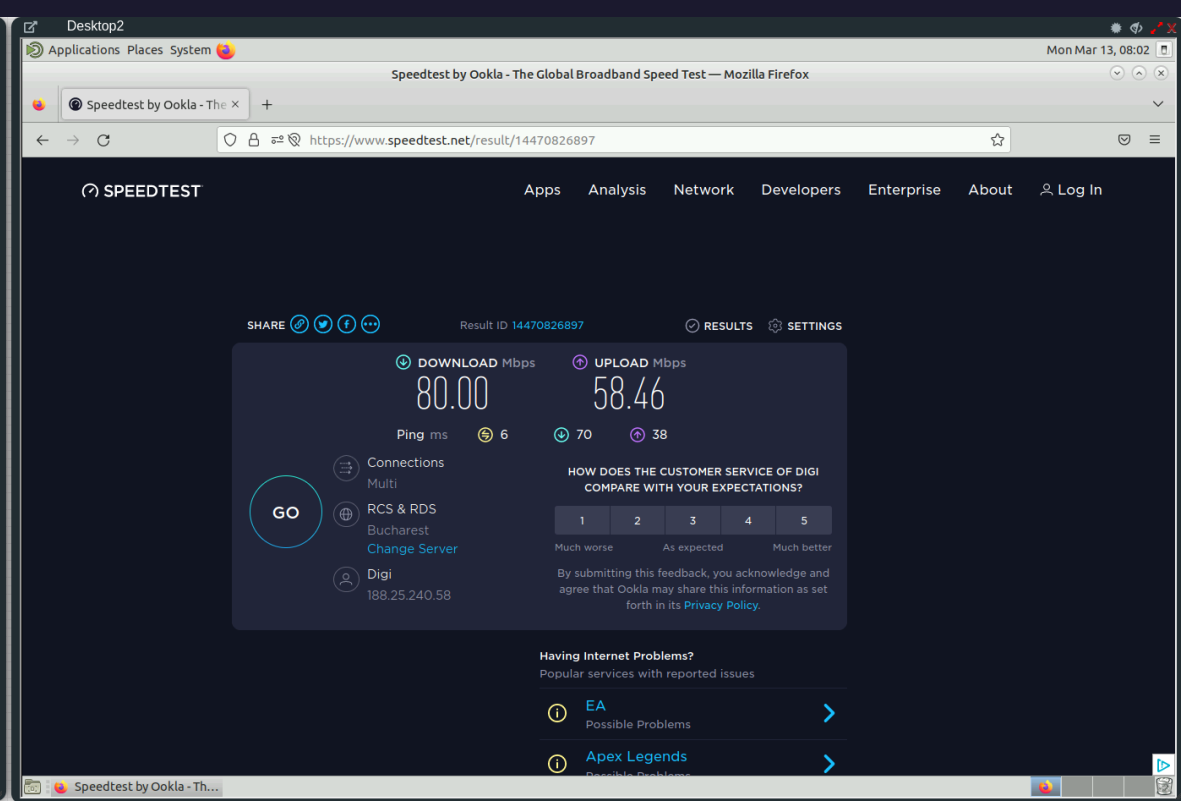 Desktop2
Applications Places System
Mon Mar 13, 08:02
Speedtest by Ookla - The Global Broadband Speed Test — Mozilla Firefox
Speedtest by Ookla - The
https://www.speedtest.net/result/14470826897
SPEEDTEST
Apps Analysis Network Developers Enterprise About Log In
SHARE
Result ID 14470826897
RESULTS SETTINGS
DOWNLOAD Mbps
UPLOAD Mbps
80.00
58.46
Ping ms 6 70 38
Connections
Multi
GO
RCS & RDS
Bucharest
Change Server
Digi
188.25.240.58
HOW DOES THE CUSTOMER SERVICE OF DIGI
COMPARE WITH YOUR EXPECTATIONS?
1 2 3 4 5
Much worse As expected Much better
By submitting this feedback, you acknowledge and
agree that Ookla may share this information as set
forth in its Privacy Policy.
Having Internet Problems?
Popular services with reported issues
EA
Possible Problems
Apex Legends
Possible Problems
Speedtest by Ookla - Th...